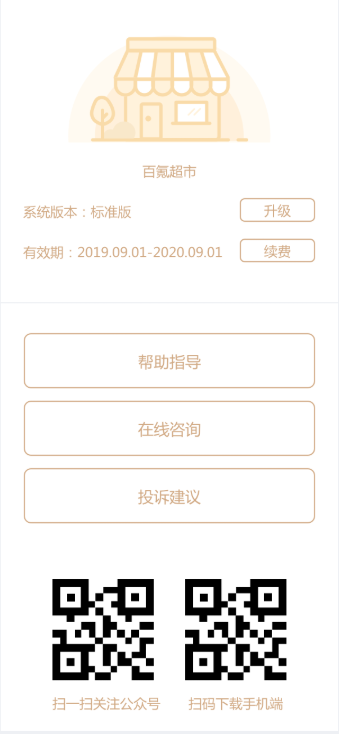 百氪超市
系统版本：标准版
升级
有效期：2019.09.01-2020.09.01
续费
帮助指导
在线咨询
投诉建议
扫一扫关注公众号
扫码下载手机端